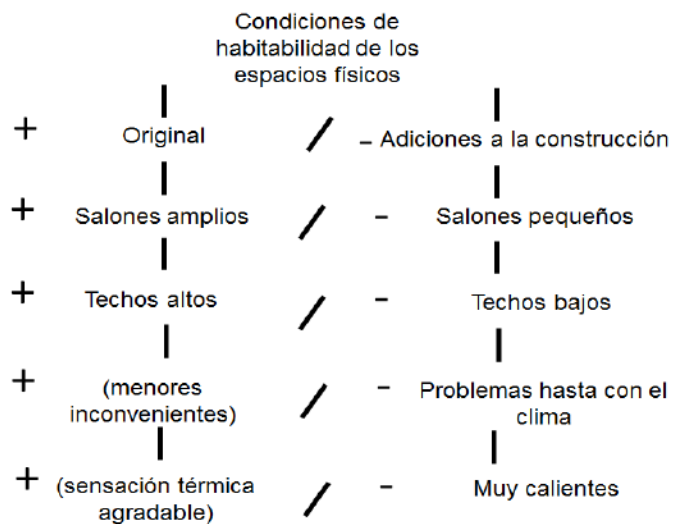 Condiciones de
habitabilidad de los
espacios físicos
+ Original / - Adiciones a la construcción
+ Salones amplios / - Salones pequeños
+ Techos altos / - Techos bajos
+ (menores inconvenientes) / - Problemas hasta con el clima
+ (sensación térmica agradable) / - Muy calientes